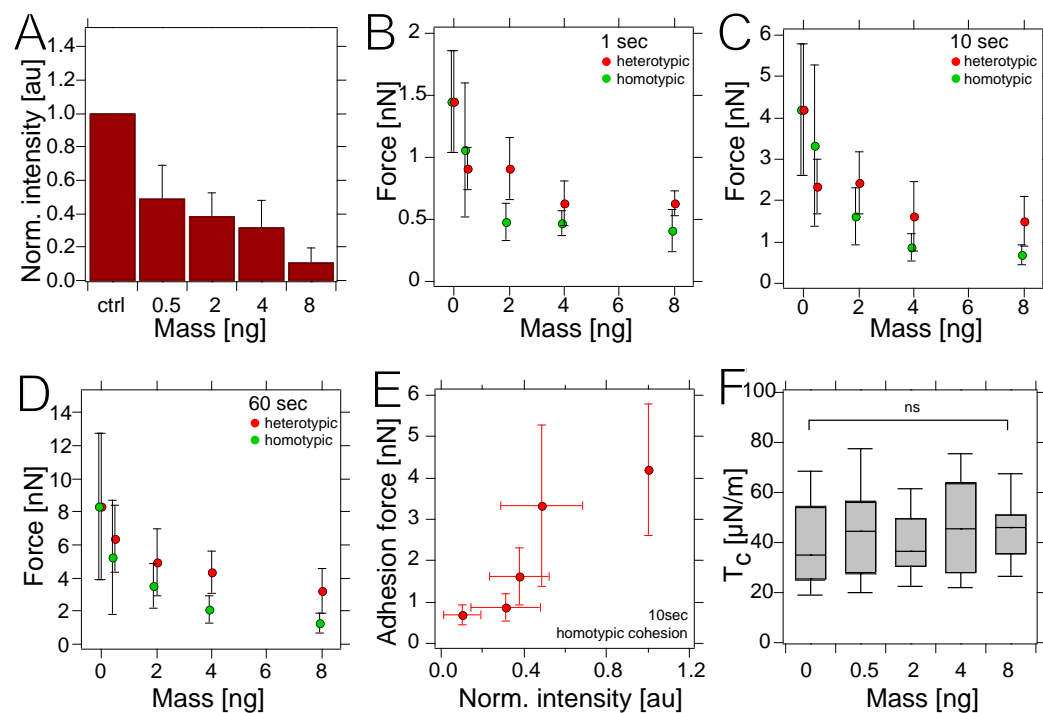 A
Norm. intensity [au]
1.4
1.2
1.0
0.8
0.6
0.4
0.2
0.0
ctrl 0.5 2 4 8
Mass [ng]
B
1 sec
heterotypic
homotypic
Force [nN]
2
1.5
1
0.5
0
0 2 4 6 8
Mass [ng]
C
10 sec
heterotypic
homotypic
Force [nN]
6
5
4
3
2
1
0
0 2 4 6 8
Mass [ng]
D
60 sec
heterotypic
homotypic
Force [nN]
14
12
10
8
6
4
2
0
0 2 4 6 8
Mass [ng]
E
Adhesion force [nN]
6
5
4
3
2
1
0
10sec
homotypic cohesion
0.0 0.4 0.8 1.2
Norm. intensity [au]
F
ns
Tc [µN/m]
100
80
60
40
20
0
0 0.5 2 4 8
Mass [ng]